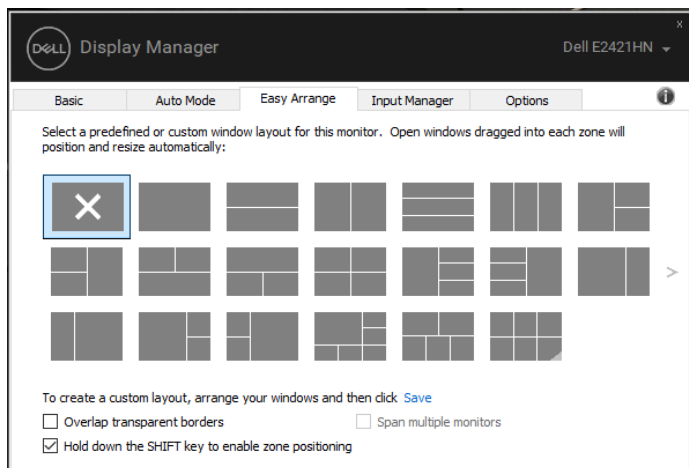 x
DELL Display Manager Dell E2421HN
Basic Auto Mode Easy Arrange Input Manager Options i
Select a predefined or custom window layout for this monitor. Open windows dragged into each zone will
position and resize automatically:
>
To create a custom layout, arrange your windows and then click Save
Overlap transparent borders Span multiple monitors
Hold down the SHIFT key to enable zone positioning